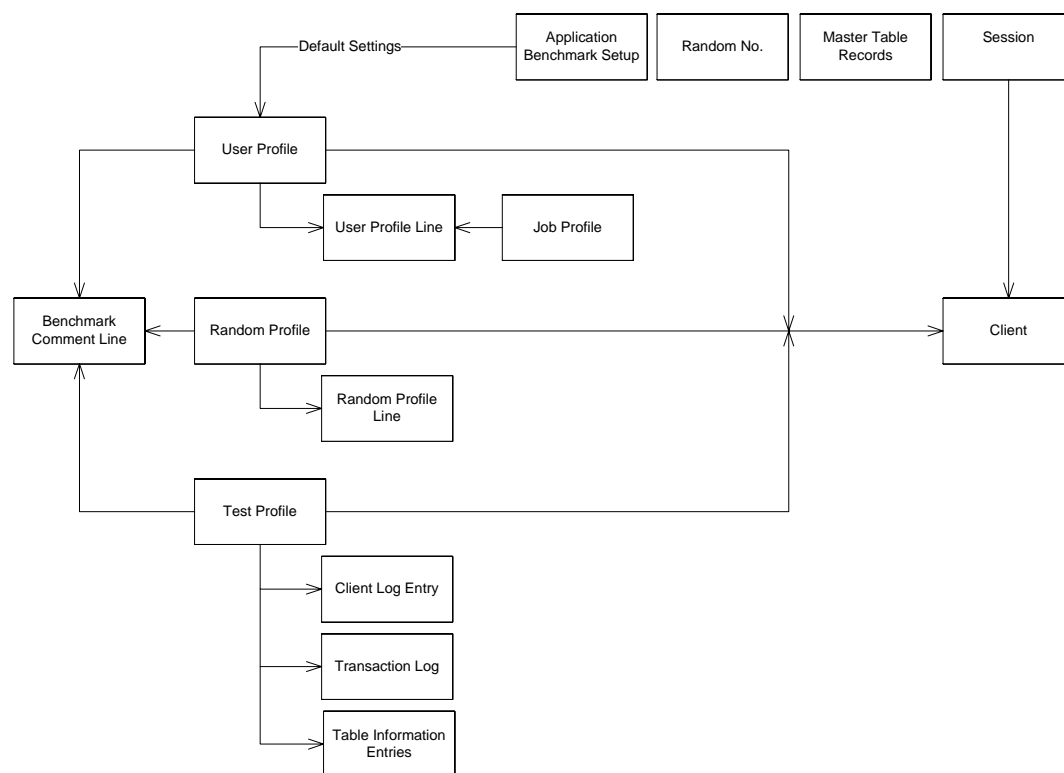 Default Settings
Application
Benchmark Setup
Random No.
Master Table
Records
Session
User Profile
User Profile Line
Job Profile
Benchmark
Comment Line
Random Profile
Client
Random Profile
Line
Test Profile
Client Log Entry
Transaction Log
Table Information
Entries